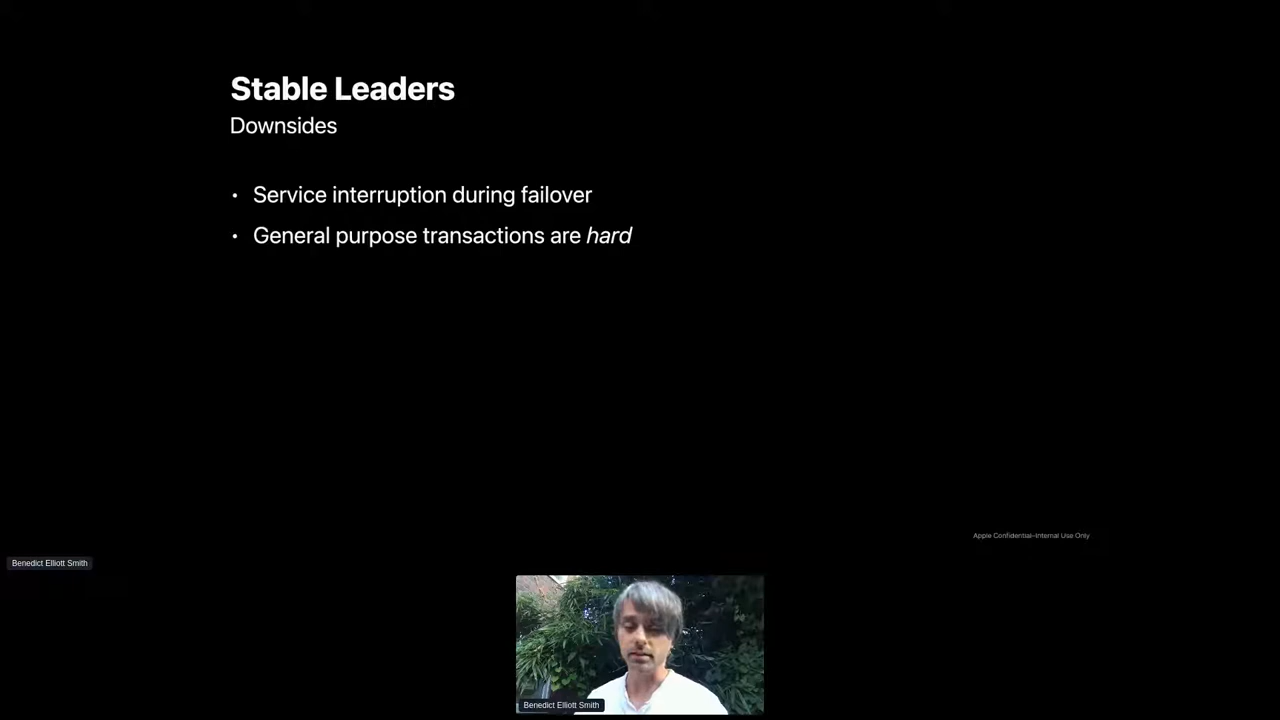 Stable Leaders
Downsides
• Service interruption during failover
• General purpose transactions are hard
Apple Confidential–Internal Use Only
Benedict Elliott Smith
Benedict Elliott Smith